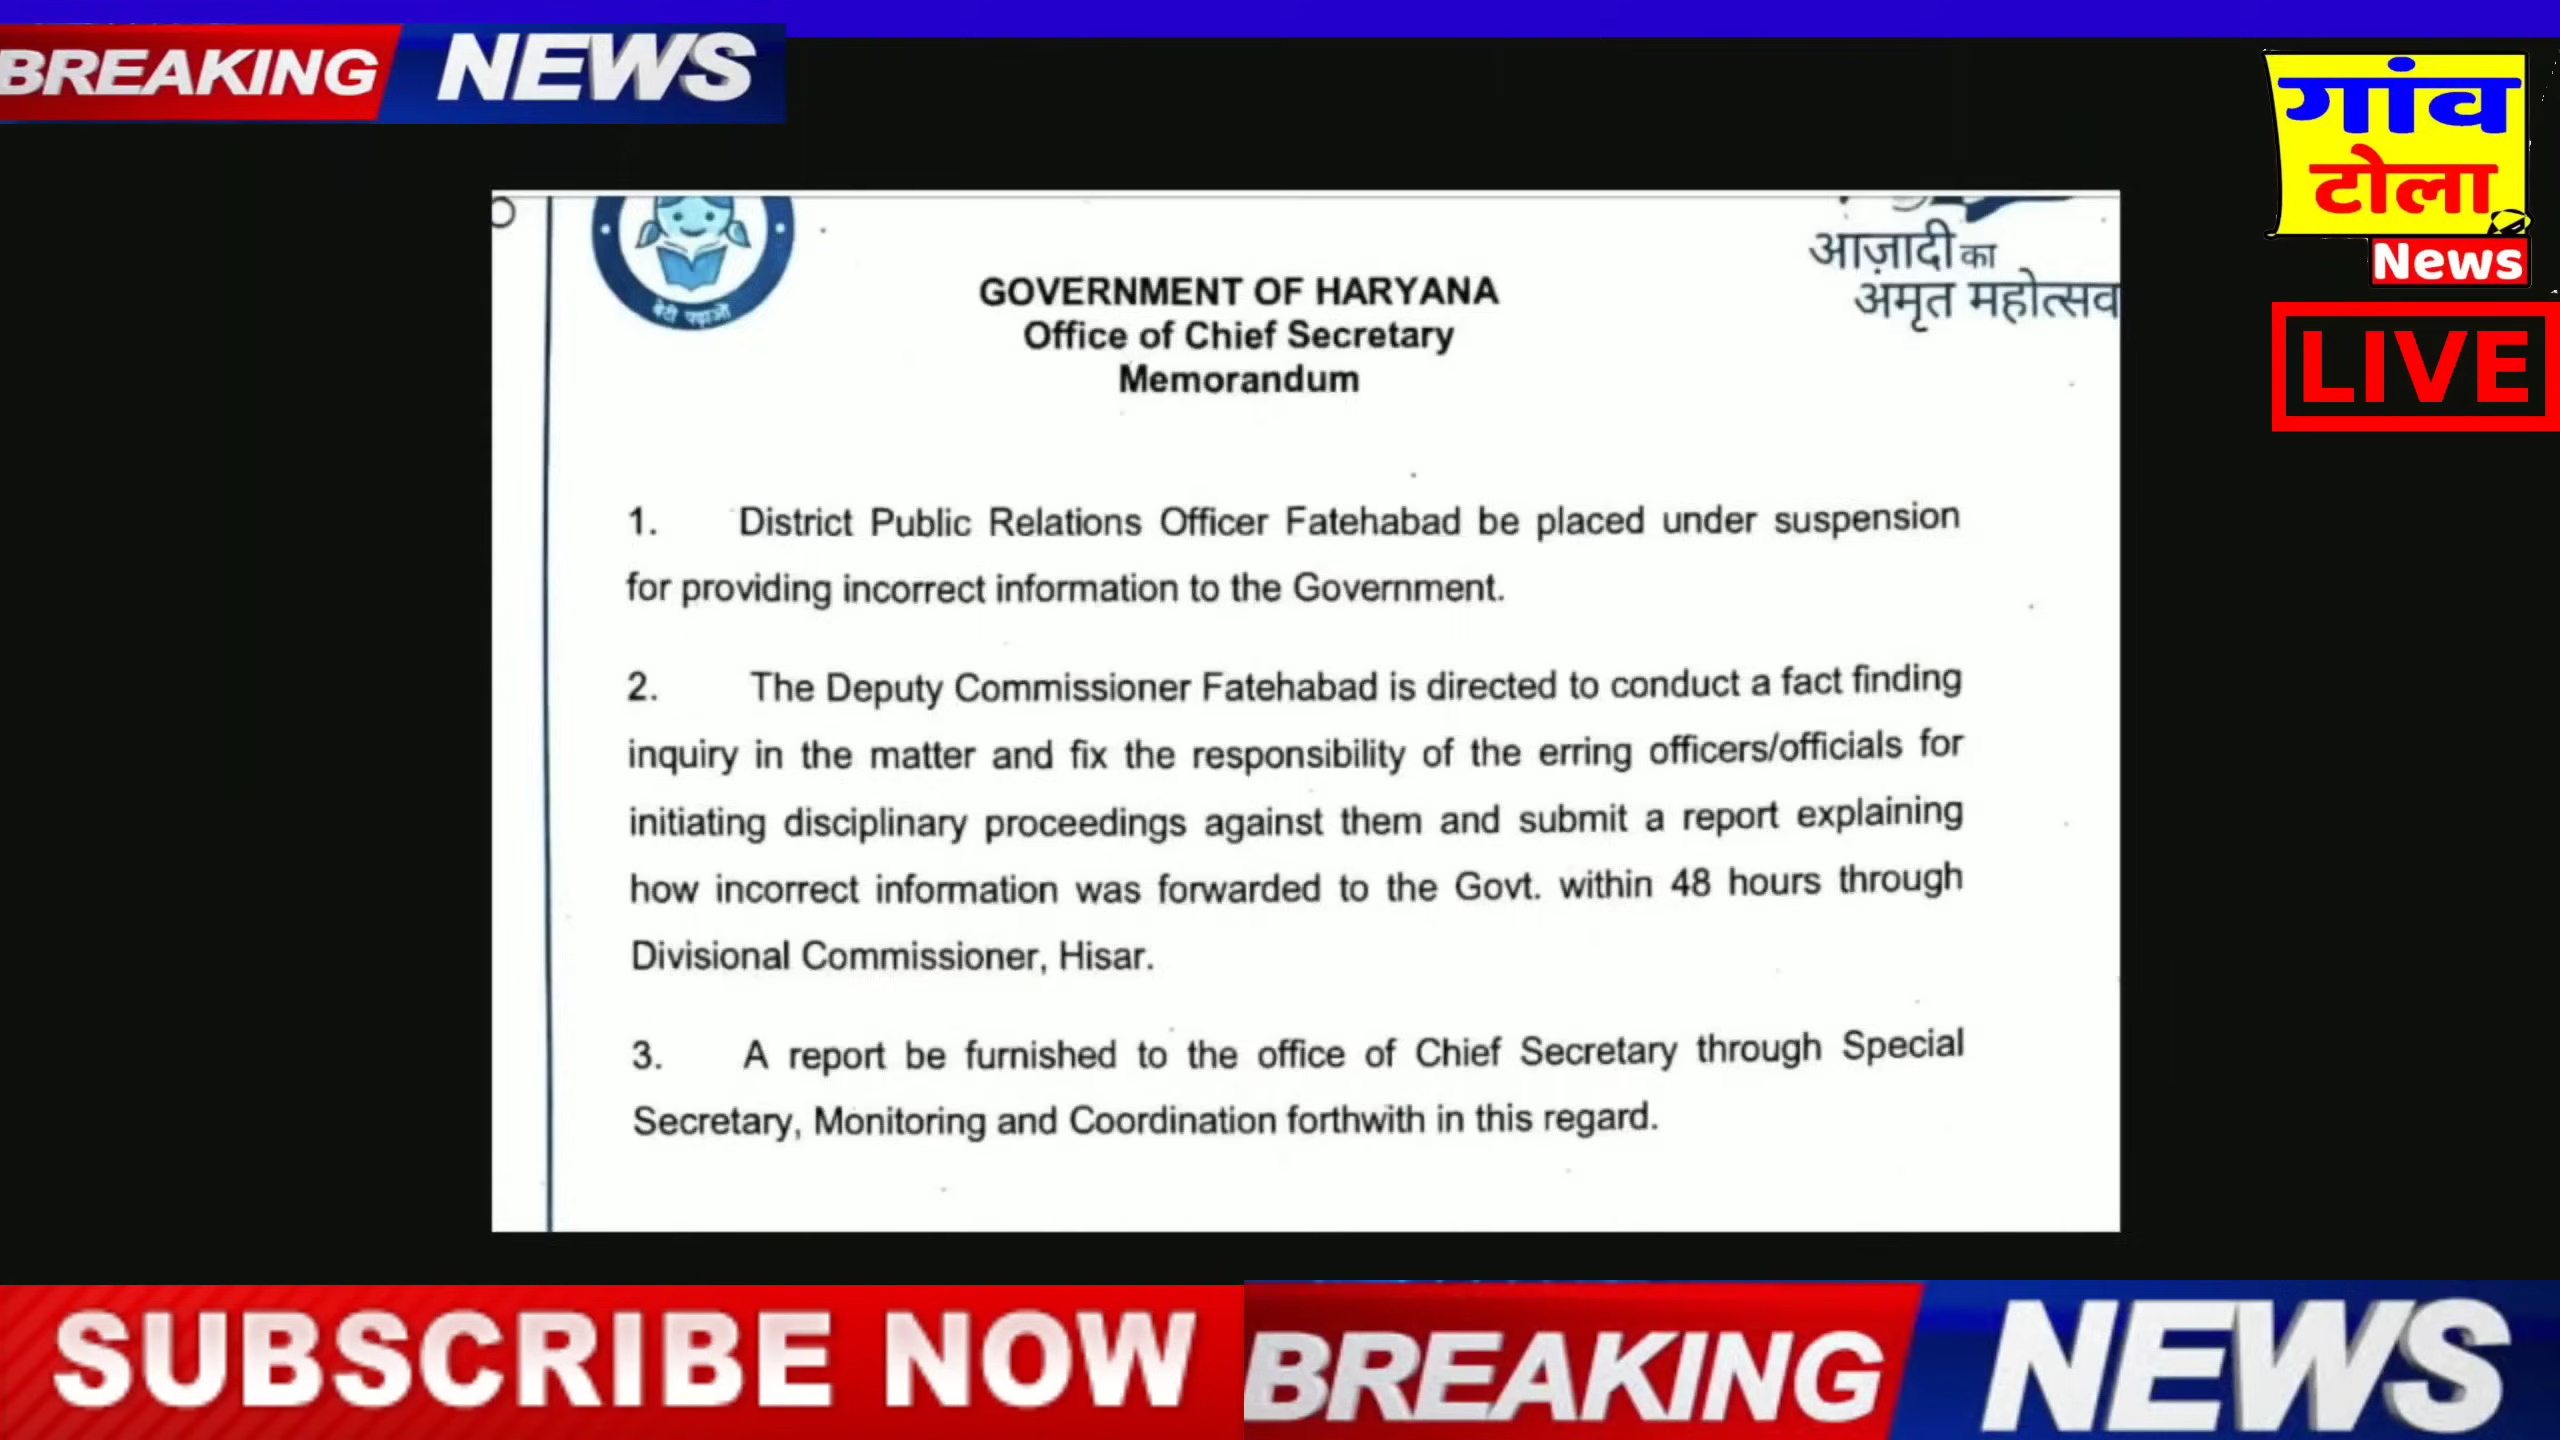 BREAKING NEWS
गांव
टोला
News
LIVE
बेटी पढ़ाओ
आज़ादी का
अमृत महोत्सव
GOVERNMENT OF HARYANA
Office of Chief Secretary
Memorandum
1. District Public Relations Officer Fatehabad be placed under suspension
for providing incorrect information to the Government.
2. The Deputy Commissioner Fatehabad is directed to conduct a fact finding
inquiry in the matter and fix the responsibility of the erring officers/officials for
initiating disciplinary proceedings against them and submit a report explaining
how incorrect information was forwarded to the Govt. within 48 hours through
Divisional Commissioner, Hisar.
3. A report be furnished to the office of Chief Secretary through Special
Secretary, Monitoring and Coordination forthwith in this regard.
SUBSCRIBE NOW
BREAKING NEWS